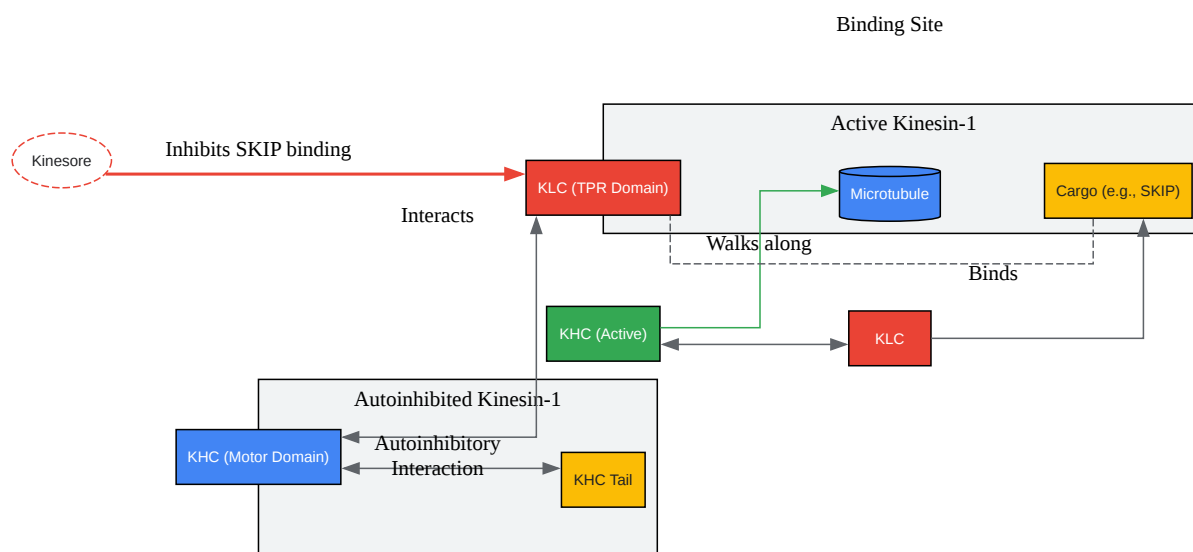 Binding Site
Active Kinesin-1
Inhibits SKIP binding
Kinesore
KLC (TPR Domain)
Microtubule
Cargo (e.g., SKIP)
Interacts
Walks along
Binds
KHC (Active)
KLC
Autoinhibited Kinesin-1
Autoinhibitory
Interaction
KHC (Motor Domain)
KHC Tail